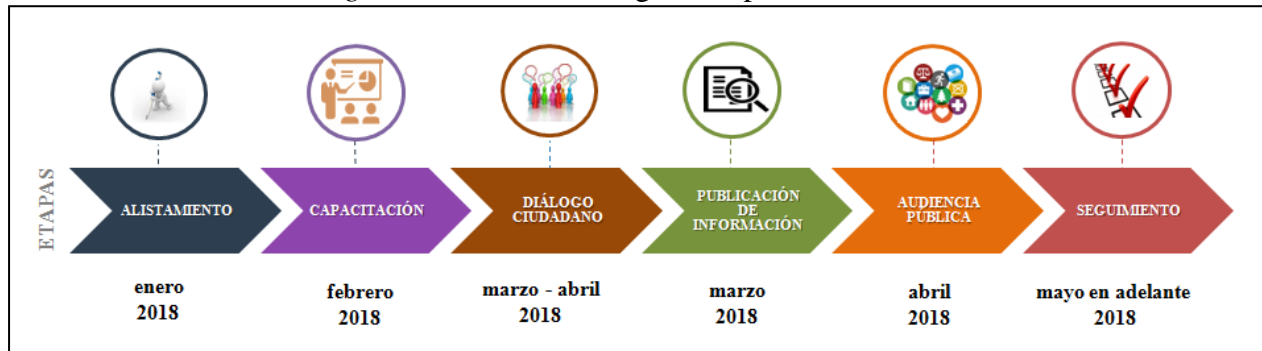 ETAPAS
ALISTAMIENTO
CAPACITACIÓN
DIÁLOGO
CIUDADANO
PUBLICACIÓN
DE
INFORMACIÓN
AUDIENCIA
PÚBLICA
SEGUIMIENTO
enero
2018
febrero
2018
marzo - abril
2018
marzo
2018
abril
2018
mayo en adelante
2018